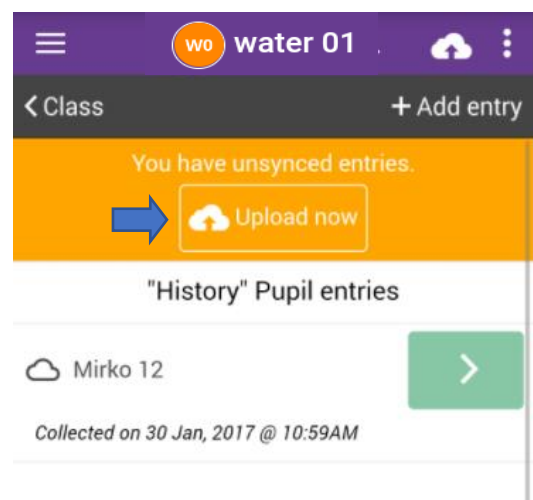 W0 water 01
Class + Add entry
You have unsynced entries.
Upload now
"History" Pupil entries
Mirko 12
Collected on 30 Jan, 2017 @ 10:59AM